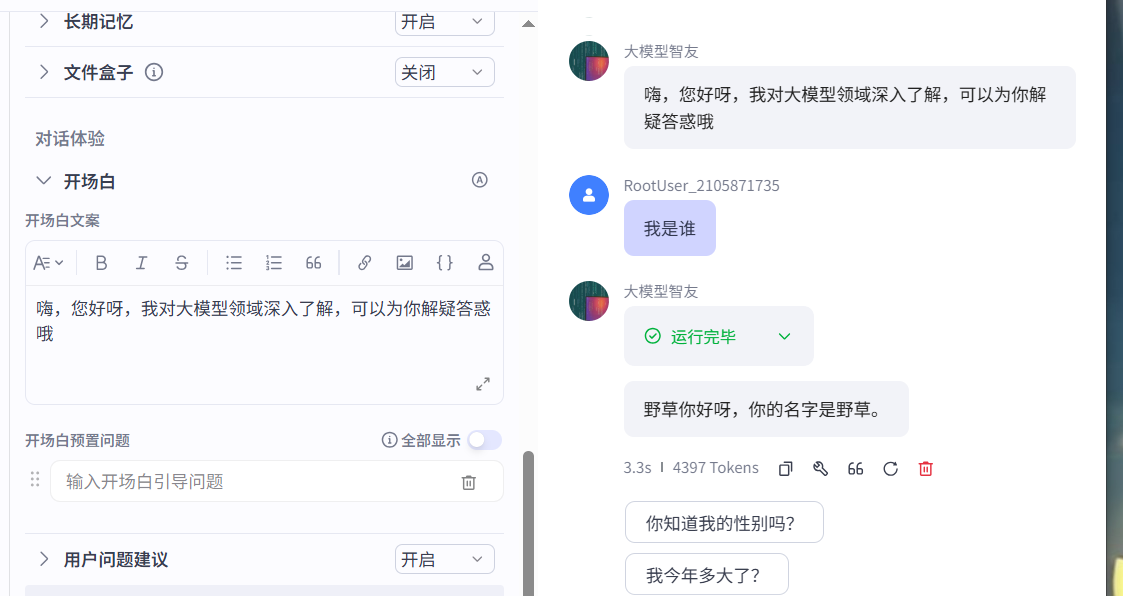 长期记忆
开启
文件盒子
关闭
对话体验
开场白
开场白文案
嗨，您好呀，我对大模型领域深入了解，可以为你解疑答惑
哦
开场白预置问题
全部显示
输入开场白引导问题
用户问题建议
开启
大模型智友
嗨，您好呀，我对大模型领域深入了解，可以为你解
疑答惑哦
RootUser_2105871735
我是谁
大模型智友
运行完毕
野草你好呀，你的名字是野草。
3.3s | 4397 Tokens
你知道我的性别吗？
我今年多大了？